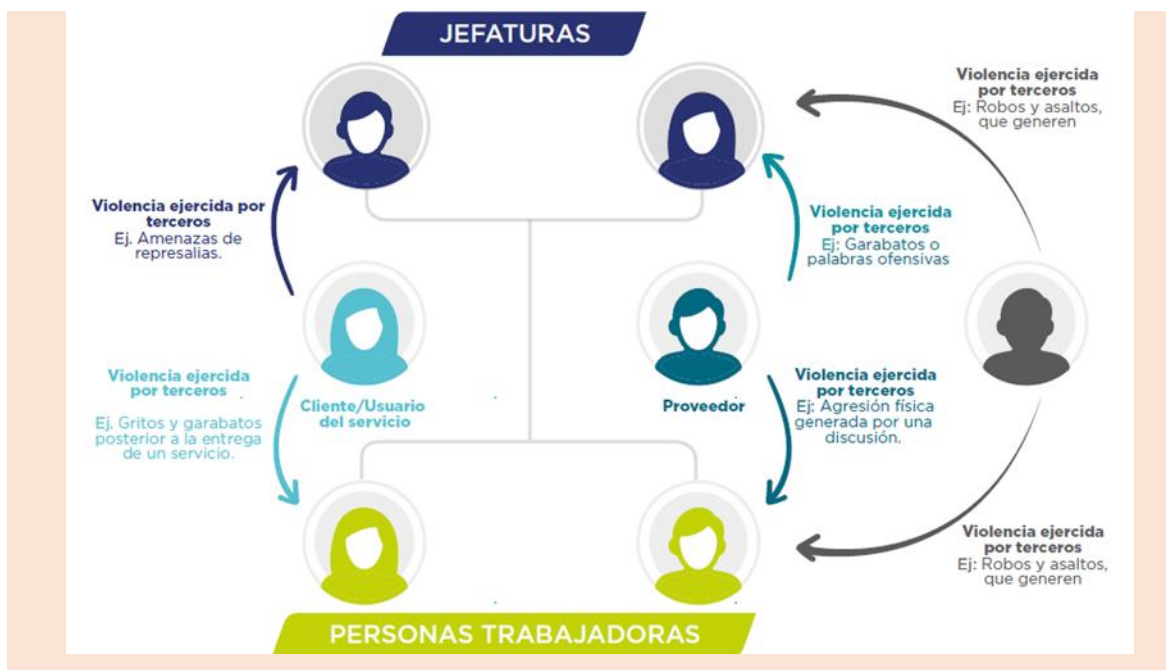 JEFATURAS
Violencia ejercida
por terceros
Ej: Robos y asaltos,
que generen
Violencia ejercida por
terceros
Ej. Amenazas de
represalias.
Violencia ejercida
por terceros
Ej: Garabatos o
palabras ofensivas
Violencia ejercida
por terceros
Ej. Gritos y garabatos
posterior a la entrega
de un servicio.
Cliente/Usuario
del servicio
Proveedor
Violencia ejercida
por terceros
Ej: Agresión física
generada por una
discusión.
Violencia ejercida
por terceros
Ej: Robos y asaltos,
que generen
PERSONAS TRABAJADORAS